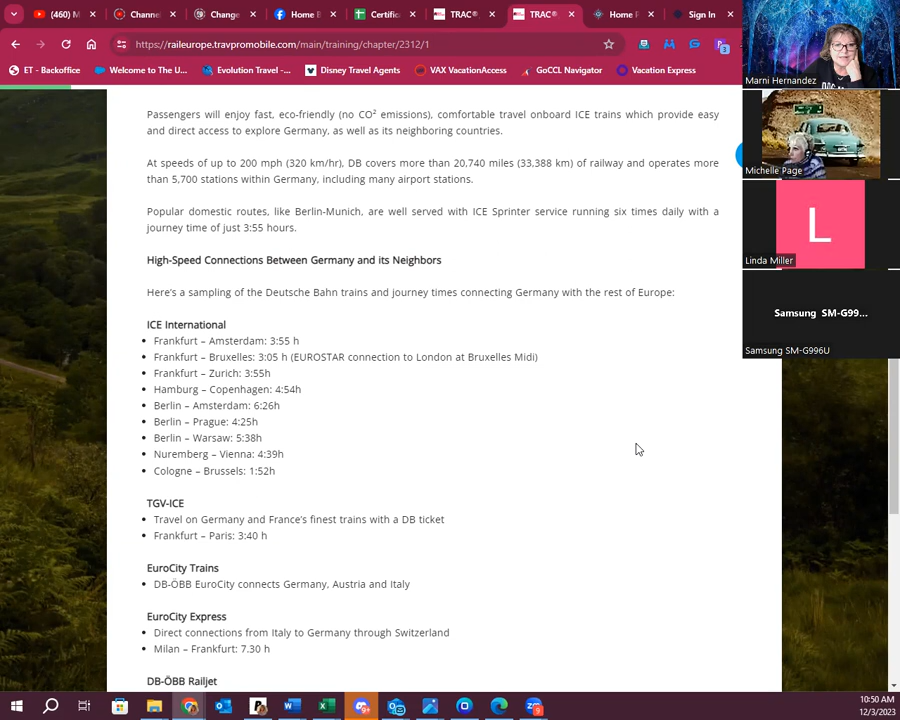 (460) M
Channel
Change
Home B
Certifica
TRAC®,
TRAC®
Home P
Sign In
https://raileurope.travpromobile.com/main/training/chapter/2312/1
3
ET - Backoffice
Welcome to The U...
Evolution Travel -...
Disney Travel Agents
VAX VacationAccess
GoCCL Navigator
Vacation Express
Passengers will enjoy fast, eco-friendly (no CO² emissions), comfortable travel onboard ICE trains which provide easy
and direct access to explore Germany, as well as its neighboring countries.
At speeds of up to 200 mph (320 km/hr), DB covers more than 20,740 miles (33,388 km) of railway and operates more
than 5,700 stations within Germany, including many airport stations.
Popular domestic routes, like Berlin-Munich, are well served with ICE Sprinter service running six times daily with a
journey time of just 3:55 hours.
High-Speed Connections Between Germany and its Neighbors
Here's a sampling of the Deutsche Bahn trains and journey times connecting Germany with the rest of Europe:
ICE International
• Frankfurt – Amsterdam: 3:55 h
• Frankfurt – Bruxelles: 3:05 h (EUROSTAR connection to London at Bruxelles Midi)
• Frankfurt – Zurich: 3:55h
• Hamburg – Copenhagen: 4:54h
• Berlin – Amsterdam: 6:26h
• Berlin – Prague: 4:25h
• Berlin – Warsaw: 5:38h
• Nuremberg – Vienna: 4:39h
• Cologne – Brussels: 1:52h
TGV-ICE
• Travel on Germany and France's finest trains with a DB ticket
• Frankfurt – Paris: 3:40 h
EuroCity Trains
• DB-ÖBB EuroCity connects Germany, Austria and Italy
EuroCity Express
• Direct connections from Italy to Germany through Switzerland
• Milan – Frankfurt: 7.30 h
DB-ÖBB Railjet
Marni Hernandez
Michelle Page
L
Linda Miller
Samsung SM-G99...
Samsung SM-G996U
10:50 AM
12/3/2023